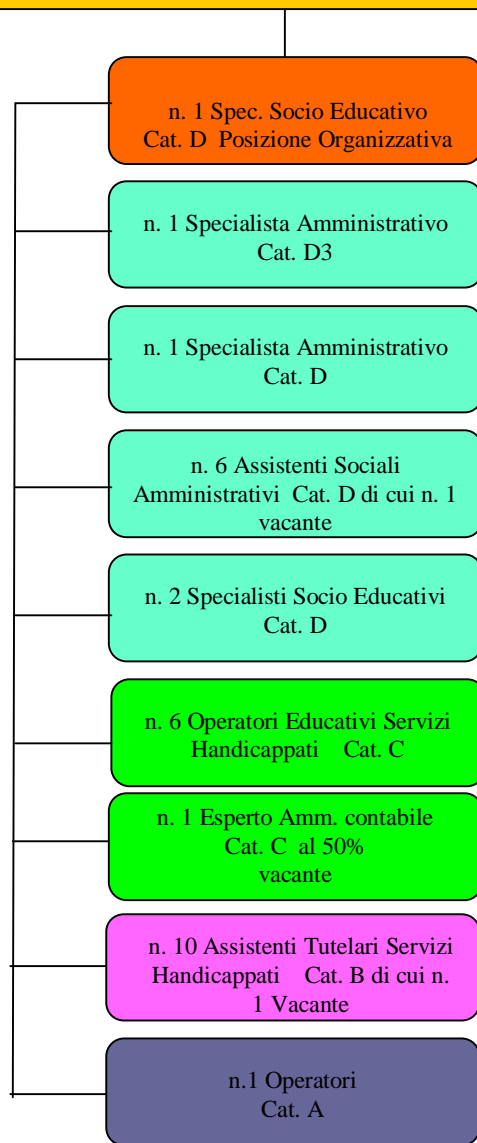 n. 1 Spec. Socio Educativo
Cat. D Posizione Organizzativa
n. 1 Specialista Amministrativo
Cat. D3
n. 1 Specialista Amministrativo
Cat. D
n. 6 Assistenti Sociali
Amministrativi Cat. D di cui n. 1
vacante
n. 2 Specialisti Socio Educativi
Cat. D
n. 6 Operatori Educativi Servizi
Handicappati Cat. C
n. 1 Esperto Amm. contabile
Cat. C al 50%
vacante
n. 10 Assistenti Tutelari Servizi
Handicappati Cat. B di cui n.
1 Vacante
n.1 Operatori
Cat. A